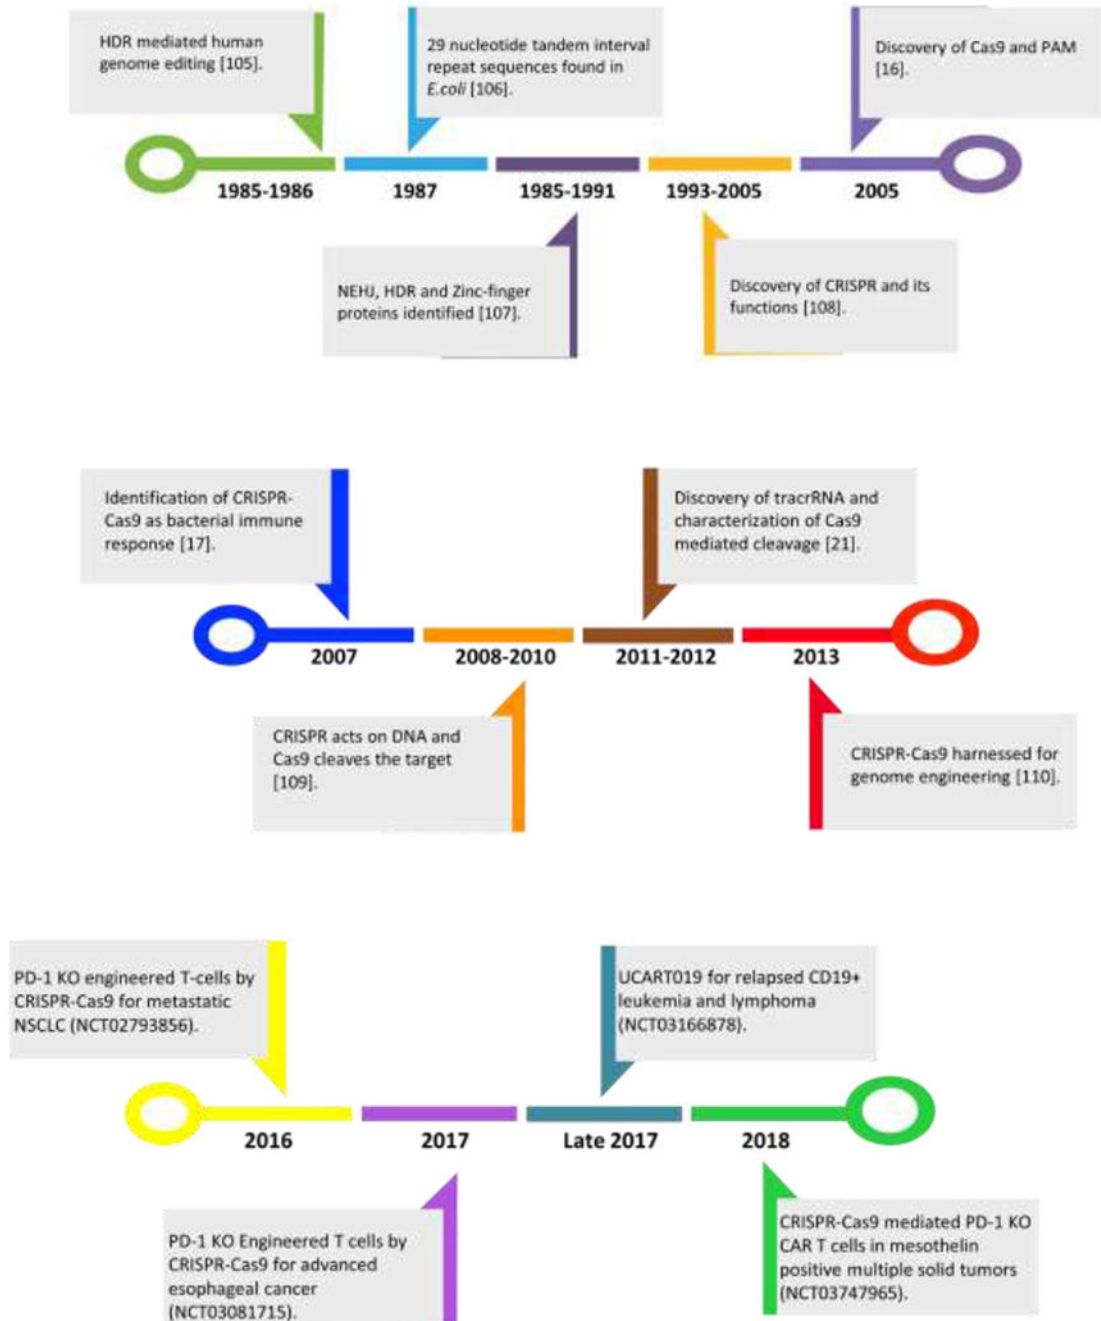 HDR mediated human
genome editing [105].
29 nucleotide tandem interval
repeat sequences found in
E.coli [106].
Discovery of Cas9 and PAM
[16].
1985-1986
1987
1985-1991
1993-2005
2005
NEHJ, HDR and Zinc-finger
proteins identified [107].
Discovery of CRISPR and its
functions [108].
Identification of CRISPR-
Cas9 as bacterial immune
response [17].
Discovery of tracrRNA and
characterization of Cas9
mediated cleavage [21].
2007
2008-2010
2011-2012
2013
CRISPR acts on DNA and
Cas9 cleaves the target
[109].
CRISPR-Cas9 harnessed for
genome engineering [110].
PD-1 KO engineered T-cells by
CRISPR-Cas9 for metastatic
NSCLC (NCT02793856).
UCART019 for relapsed CD19+
leukemia and lymphoma
(NCT03166878).
2016
2017
Late 2017
2018
PD-1 KO Engineered T cells by
CRISPR-Cas9 for advanced
esophageal cancer
(NCT03081715).
CRISPR-Cas9 mediated PD-1 KO
CAR T cells in mesothelin
positive multiple solid tumors
(NCT03747965).